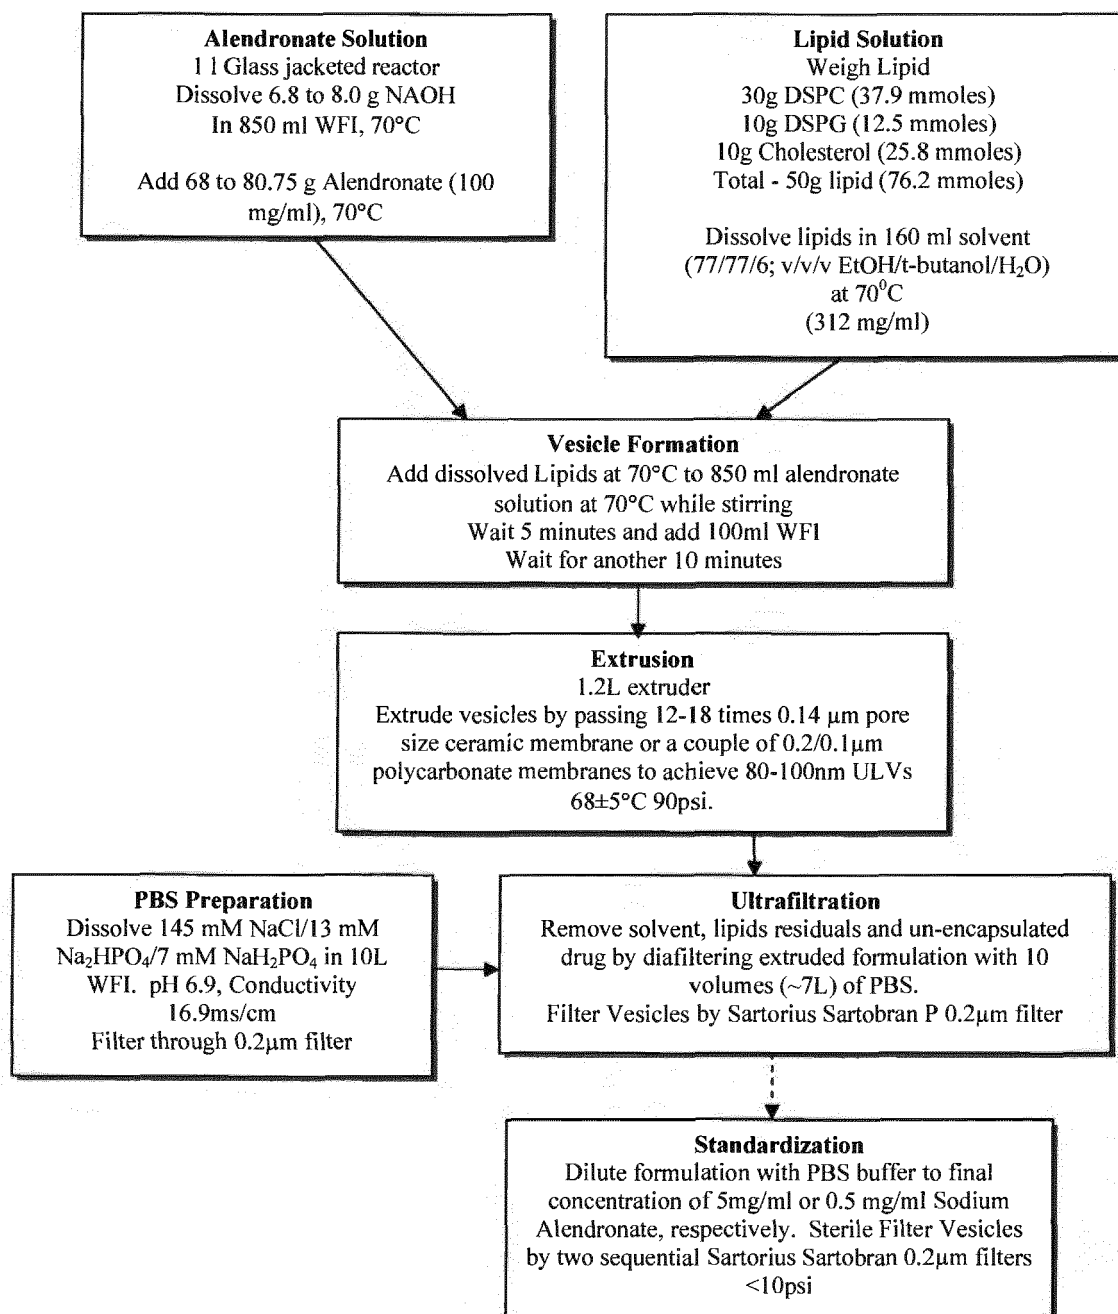 Alendronate Solution
1 l Glass jacketed reactor
Dissolve 6.8 to 8.0 g NAOH
In 850 ml WFI, 70°C
Add 68 to 80.75 g Alendronate (100
mg/ml), 70°C
Lipid Solution
Weigh Lipid
30g DSPC (37.9 mmoles)
10g DSPG (12.5 mmoles)
10g Cholesterol (25.8 mmoles)
Total - 50g lipid (76.2 mmoles)
Dissolve lipids in 160 ml solvent
(77/77/6; v/v/v EtOH/t-butanol/H₂O)
at 70⁰C
(312 mg/ml)
Vesicle Formation
Add dissolved Lipids at 70°C to 850 ml alendronate
solution at 70°C while stirring
Wait 5 minutes and add 100ml WFI
Wait for another 10 minutes
Extrusion
1.2L extruder
Extrude vesicles by passing 12-18 times 0.14 µm pore
size ceramic membrane or a couple of 0.2/0.1µm
polycarbonate membranes to achieve 80-100nm ULVs
68±5°C 90psi.
PBS Preparation
Dissolve 145 mM NaCl/13 mM
Na₂HPO₄/7 mM NaH₂PO₄ in 10L
WFI. pH 6.9, Conductivity
16.9ms/cm
Filter through 0.2µm filter
Ultrafiltration
Remove solvent, lipids residuals and un-encapsulated
drug by diafiltering extruded formulation with 10
volumes (~7L) of PBS.
Filter Vesicles by Sartorius Sartobran P 0.2µm filter
Standardization
Dilute formulation with PBS buffer to final
concentration of 5mg/ml or 0.5 mg/ml Sodium
Alendronate, respectively. Sterile Filter Vesicles
by two sequential Sartorius Sartobran 0.2µm filters
<10psi